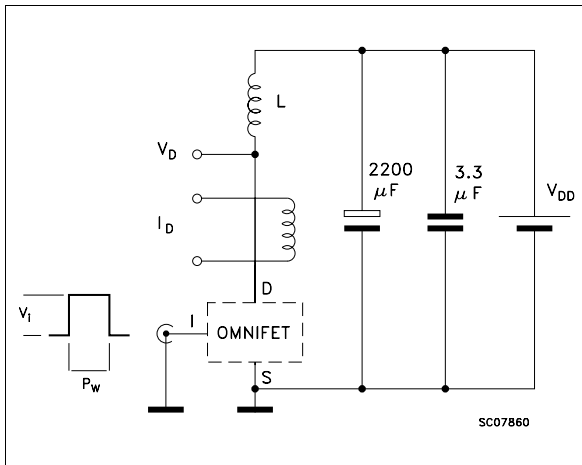 L
V_D
2200
μF
3.3
μF
V_DD
I_D
D
V_i
I
OMNIFET
P_W
S
SC07860